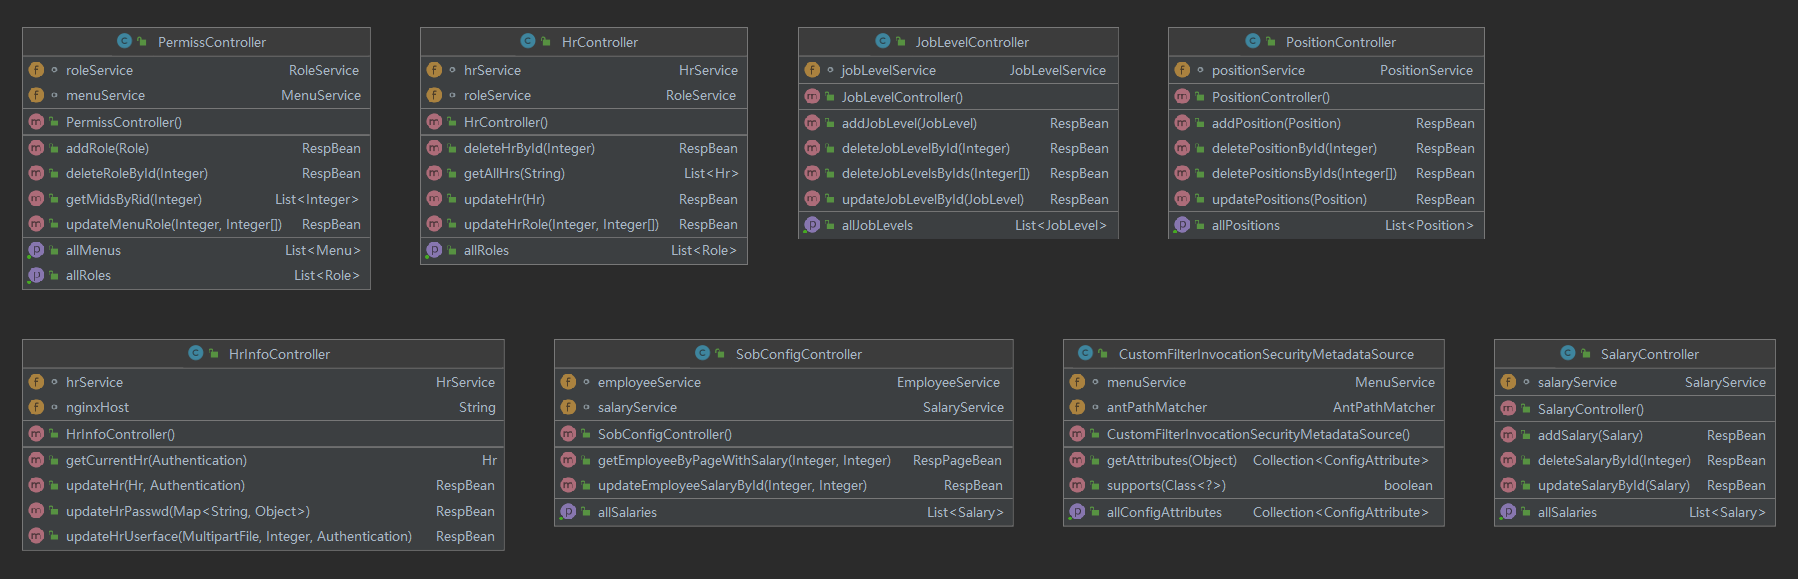 PermissController
roleService RoleService
menuService MenuService
PermissController()
addRole(Role) RespBean
deleteRoleById(Integer) RespBean
getMidsByRid(Integer) List<Integer>
updateMenuRole(Integer, Integer[]) RespBean
allMenus List<Menu>
allRoles List<Role>
HrController
hrService HrService
roleService RoleService
HrController()
deleteHrById(Integer) RespBean
getAllHrs(String) List<Hr>
updateHr(Hr) RespBean
updateHrRole(Integer, Integer[]) RespBean
allRoles List<Role>
JobLevelController
jobLevelService JobLevelService
JobLevelController()
addJobLevel(JobLevel) RespBean
deleteJobLevelById(Integer) RespBean
deleteJobLevelsByIds(Integer[]) RespBean
updateJobLevelById(JobLevel) RespBean
allJobLevels List<JobLevel>
PositionController
positionService PositionService
PositionController()
addPosition(Position) RespBean
deletePositionById(Integer) RespBean
deletePositionsByIds(Integer[]) RespBean
updatePositions(Position) RespBean
allPositions List<Position>
HrInfoController
hrService HrService
nginxHost String
HrInfoController()
getCurrentHr(Authentication) Hr
updateHr(Hr, Authentication) RespBean
updateHrPasswd(Map<String, Object>) RespBean
updateHrUserface(MultipartFile, Integer, Authentication) RespBean
SobConfigController
employeeService EmployeeService
salaryService SalaryService
SobConfigController()
getEmployeeByPageWithSalary(Integer, Integer) RespPageBean
updateEmployeeSalaryById(Integer, Integer) RespBean
allSalaries List<Salary>
CustomFilterInvocationSecurityMetadataSource
menuService MenuService
antPathMatcher AntPathMatcher
CustomFilterInvocationSecurityMetadataSource()
getAttributes(Object) Collection<ConfigAttribute>
supports(Class<?>) boolean
allConfigAttributes Collection<ConfigAttribute>
SalaryController
salaryService SalaryService
SalaryController()
addSalary(Salary) RespBean
deleteSalaryById(Integer) RespBean
updateSalaryById(Salary) RespBean
allSalaries List<Salary>